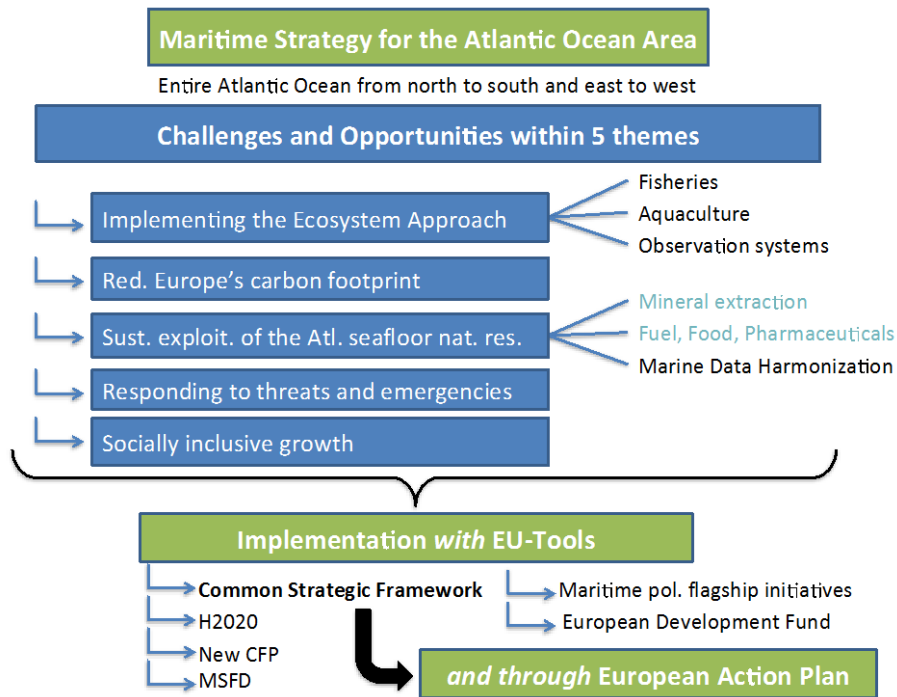 Maritime Strategy for the Atlantic Ocean Area
Entire Atlantic Ocean from north to south and east to west
Challenges and Opportunities within 5 themes
Implementing the Ecosystem Approach
Fisheries
Aquaculture
Observation systems
Red. Europe's carbon footprint
Sust. exploit. of the Atl. seafloor nat. res.
Mineral extraction
Fuel, Food, Pharmaceuticals
Marine Data Harmonization
Responding to threats and emergencies
Socially inclusive growth
Implementation with EU-Tools
Common Strategic Framework
H2020
New CFP
MSFD
Maritime pol. flagship initiatives
European Development Fund
and through European Action Plan